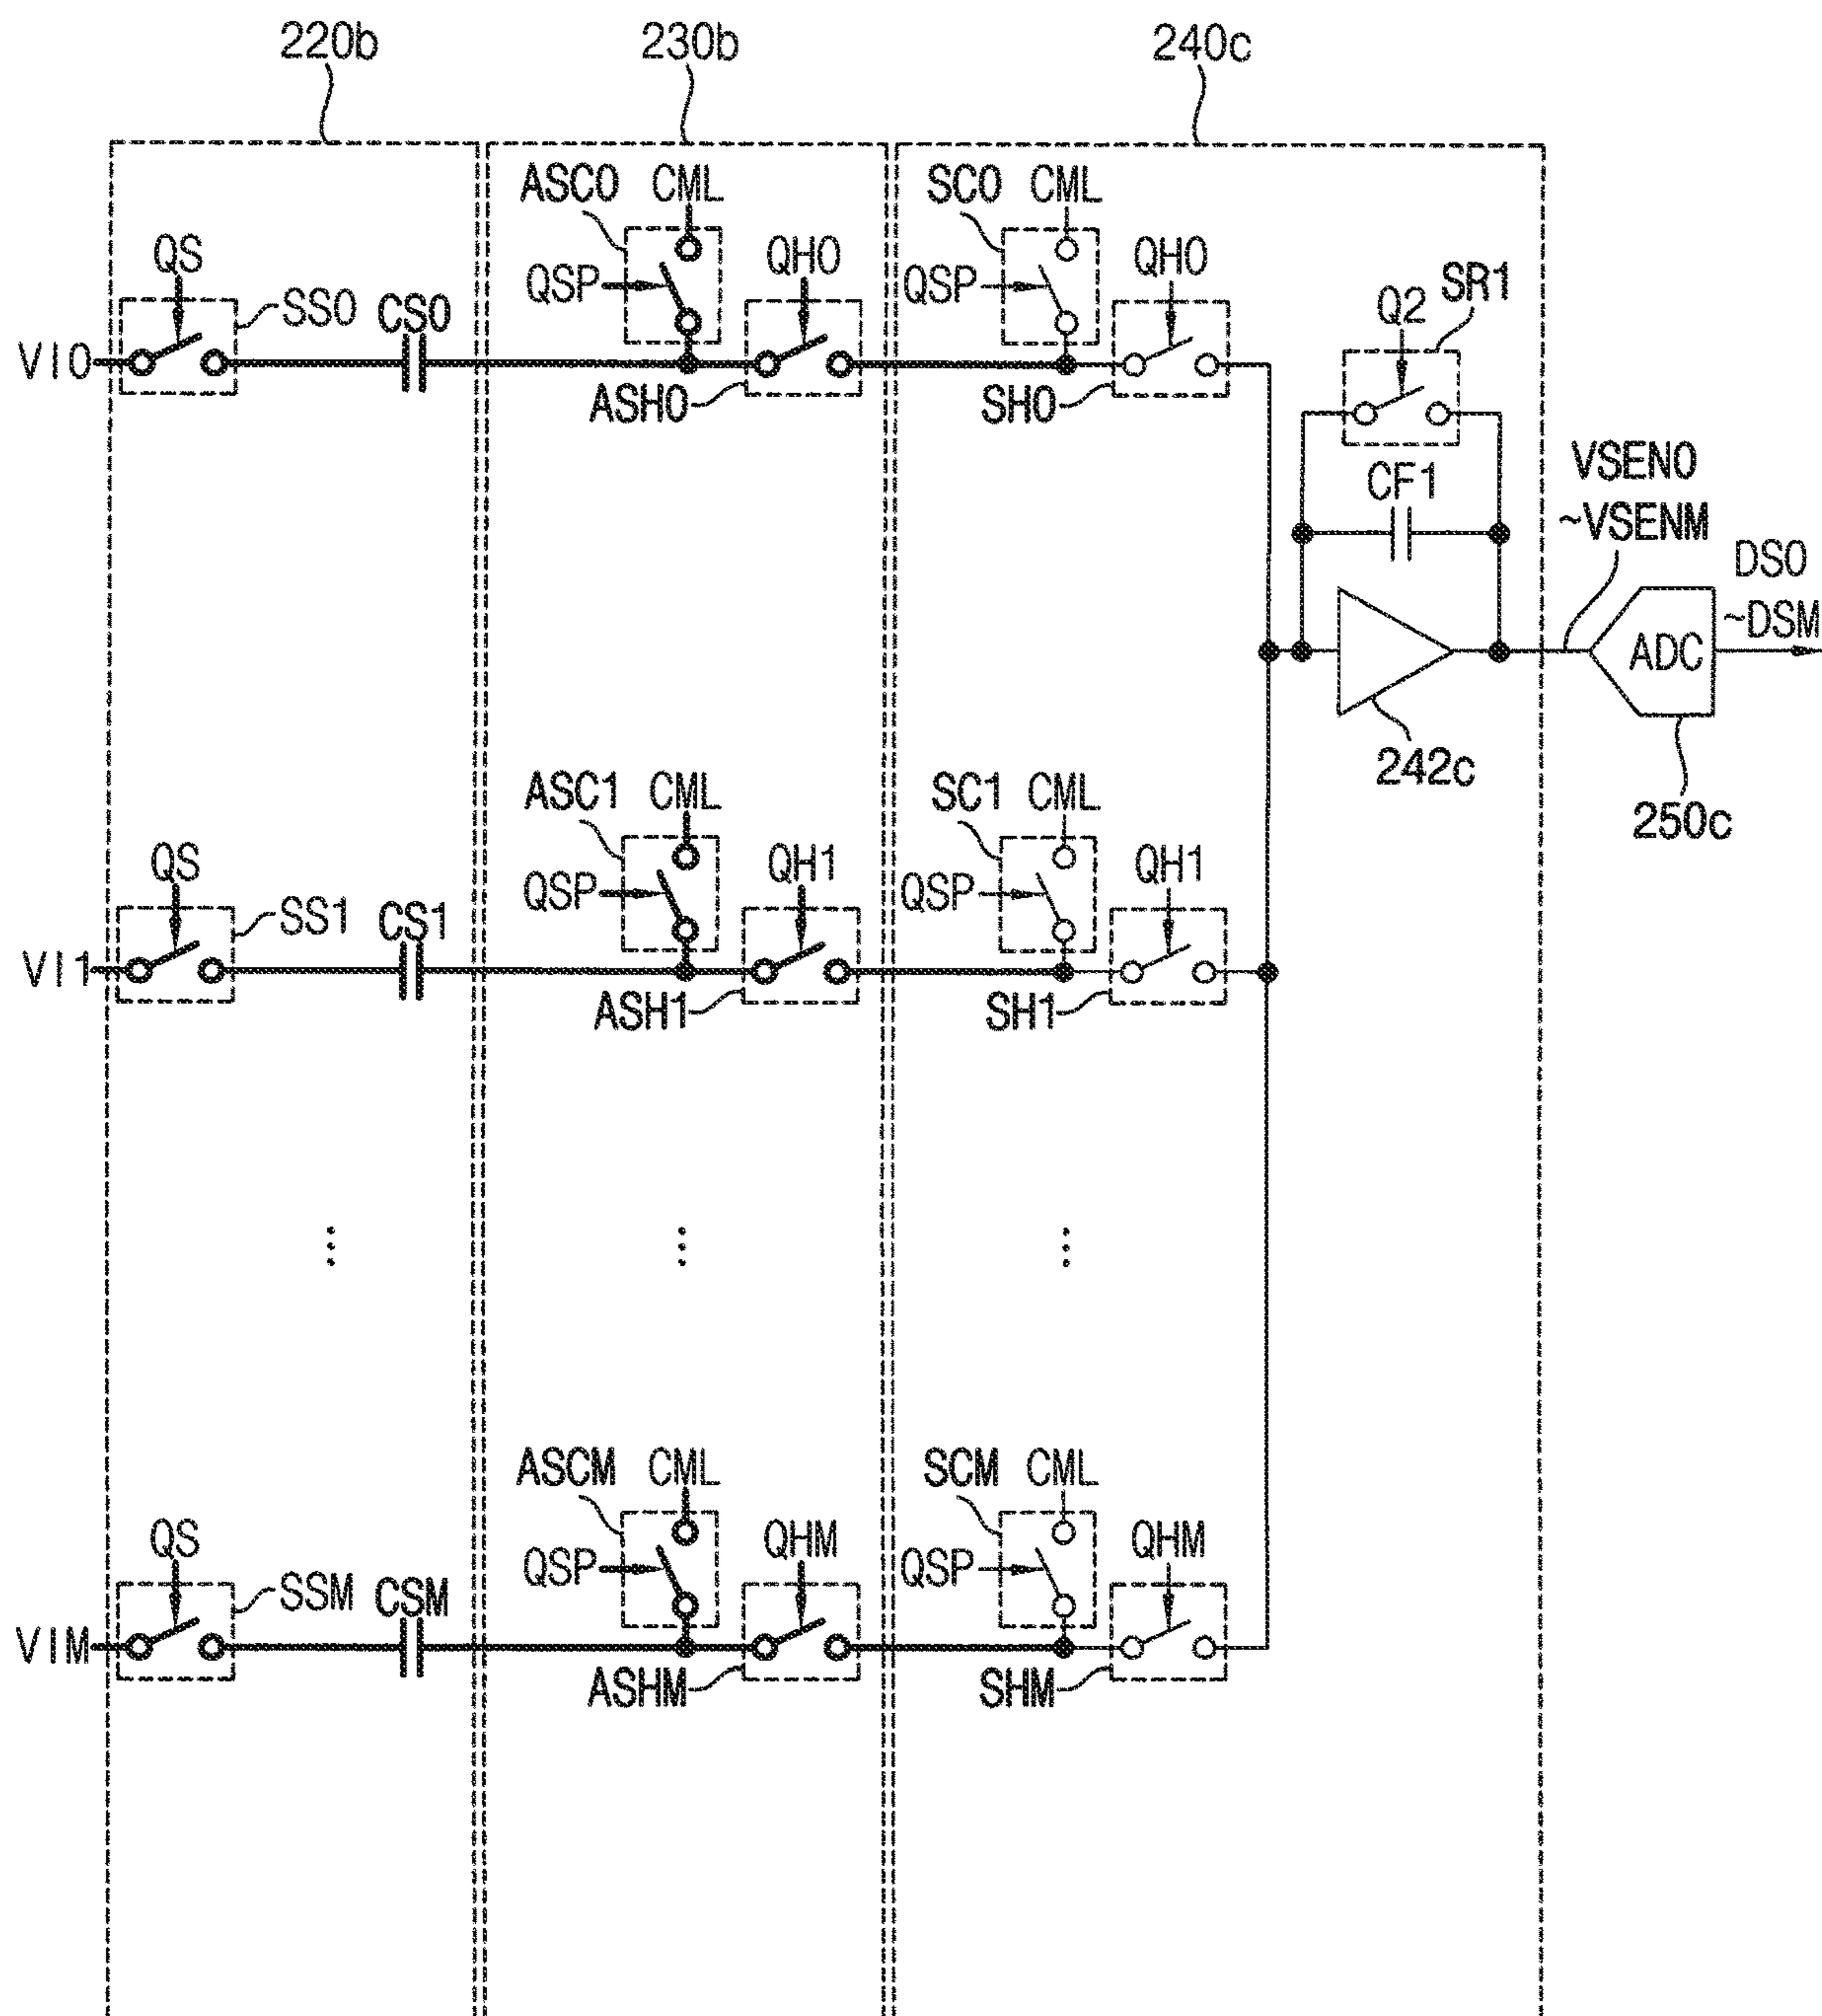 220b 230b 240c
ASC0 CML SC0 CML
QS QH0 QH0
QSP QSP Q2 SR1
SS0 CS0
VI0
ASH0 SH0
CF1 VSEN0
~VSENM
DS0
~DSM
ADC
242c
250c
ASC1 CML SC1 CML
QS QH1 QH1
QSP QSP
SS1 CS1
VI1
ASH1 SH1
ASCM CML SCM CML
QS QHM QHM
QSP QSP
SSM CSM
VIM
ASHM SHM